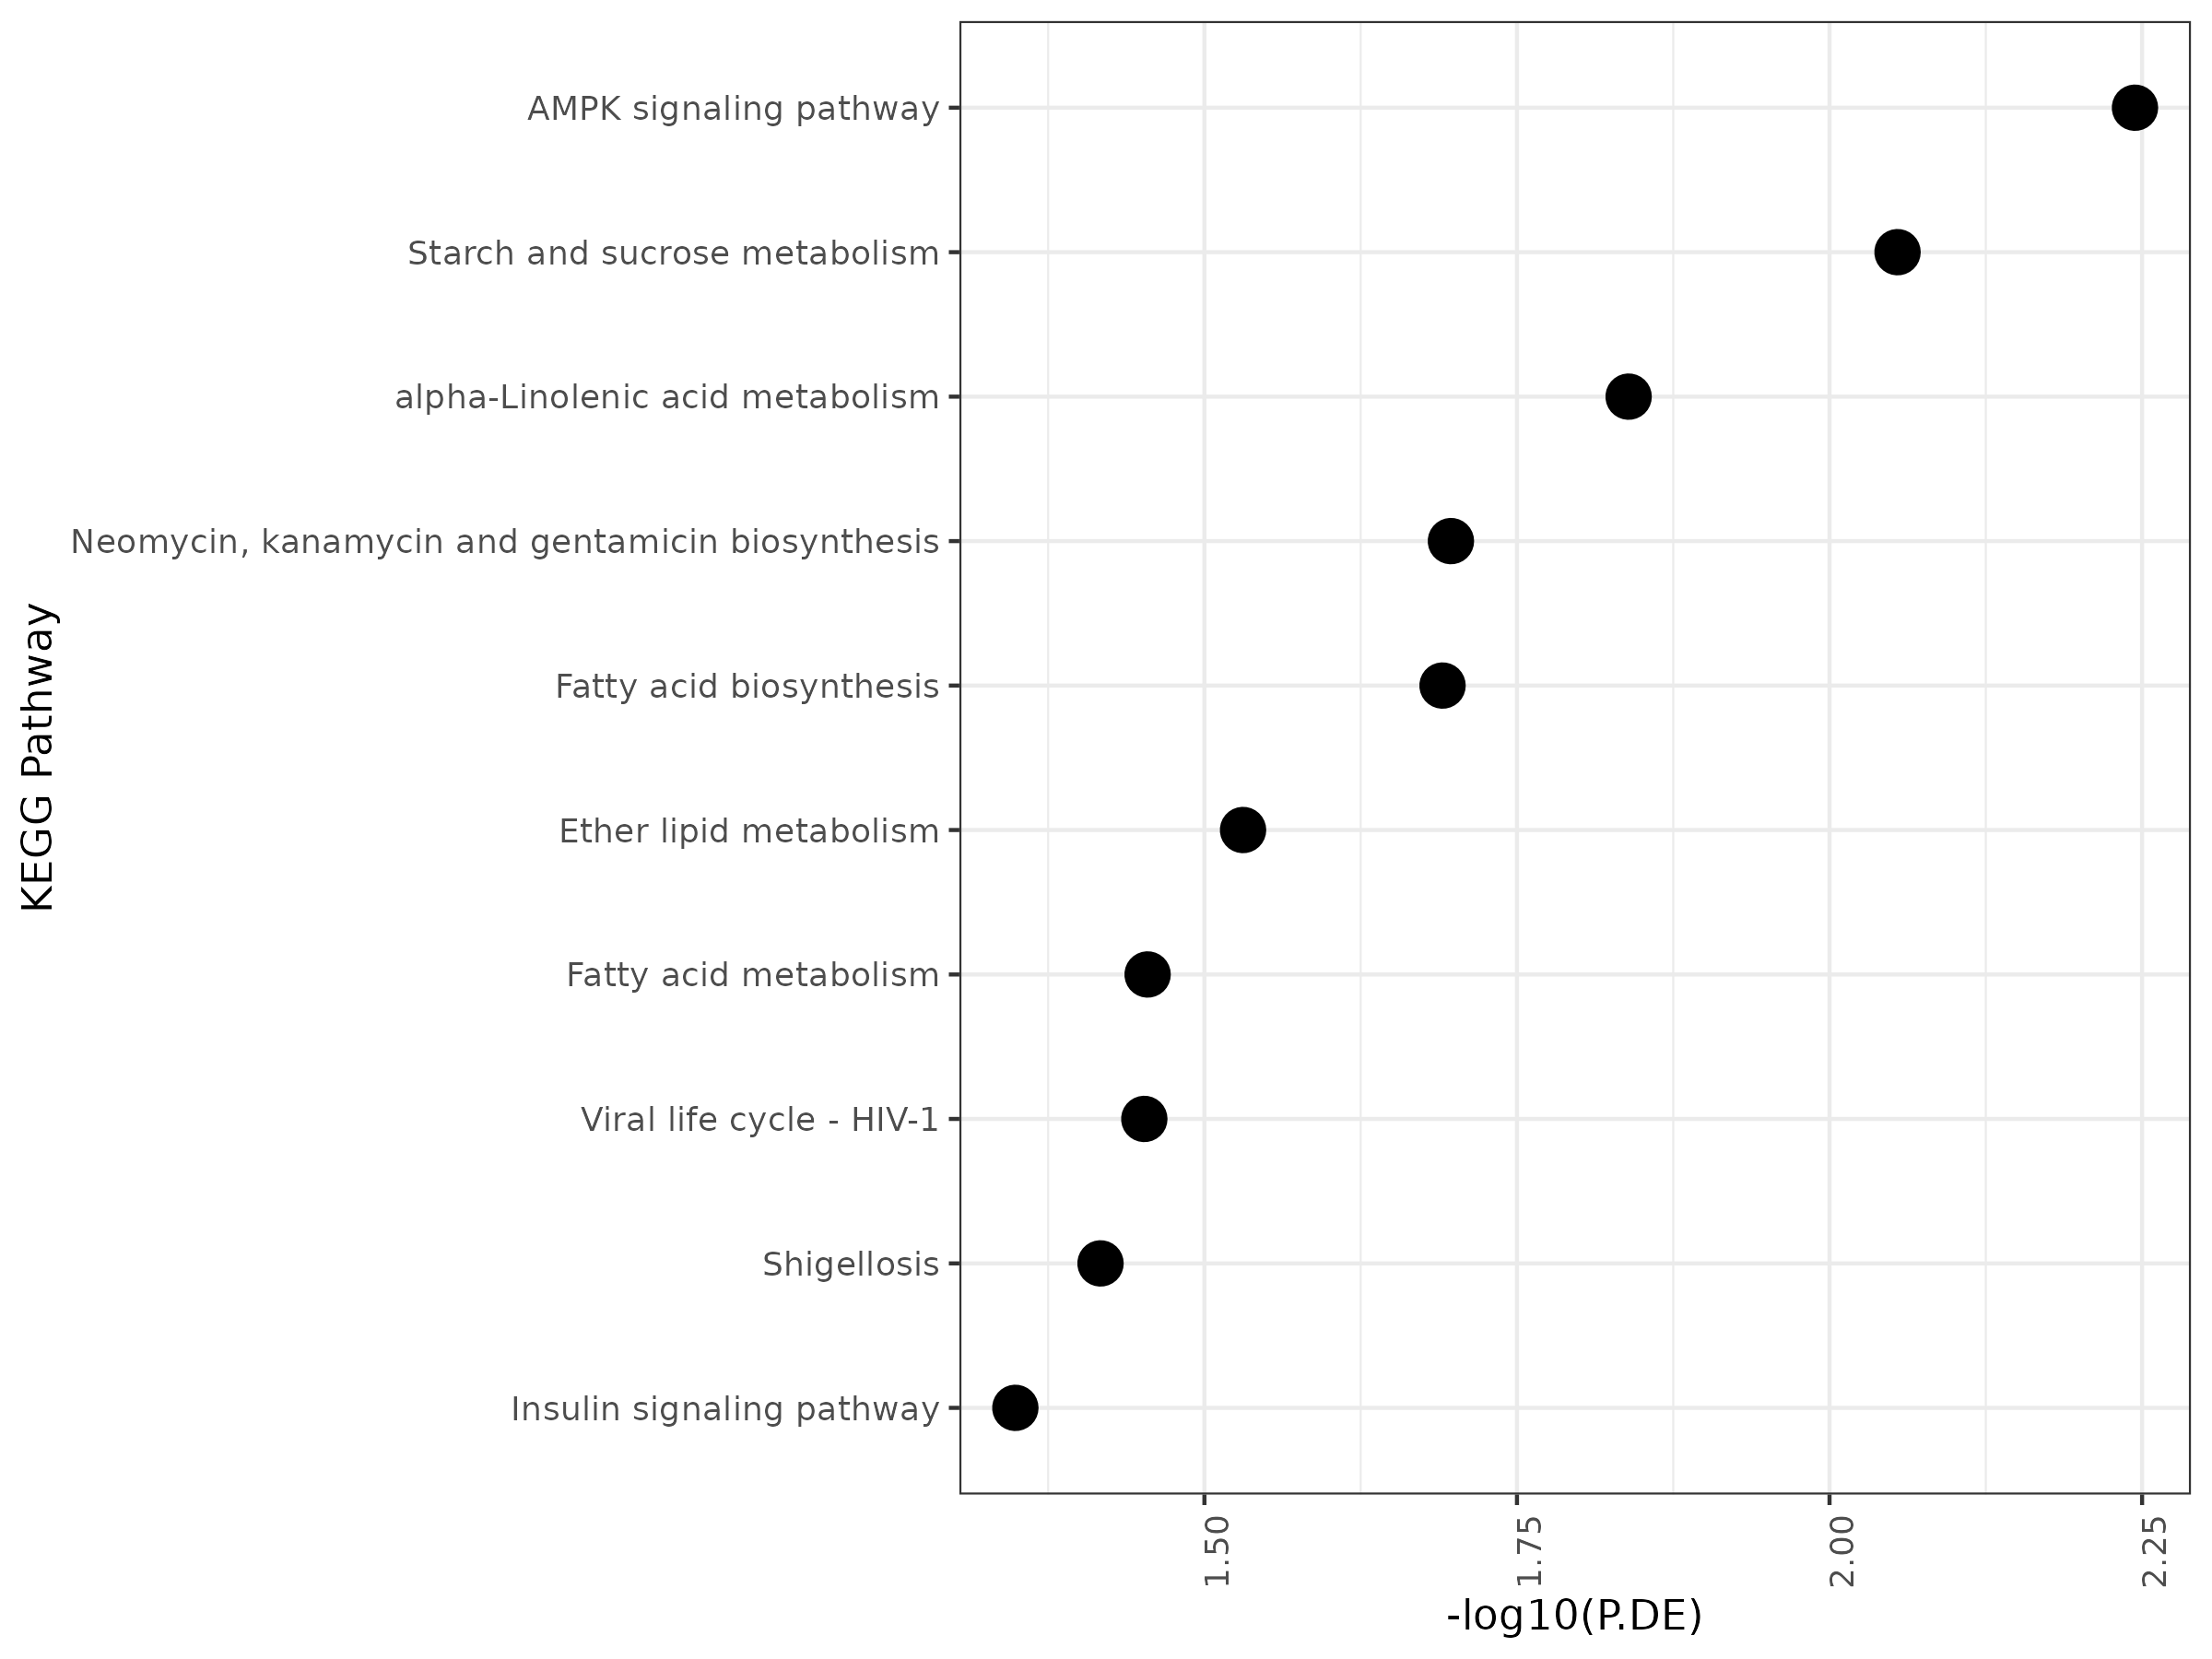 AMPK signaling pathway
Starch and sucrose metabolism
alpha-Linolenic acid metabolism
Neomycin, kanamycin and gentamicin biosynthesis
Fatty acid biosynthesis
Ether lipid metabolism
Fatty acid metabolism
Viral life cycle - HIV-1
Shigellosis
Insulin signaling pathway
KEGG Pathway
1.50
1.75
2.00
2.25
-log10(P.DE)